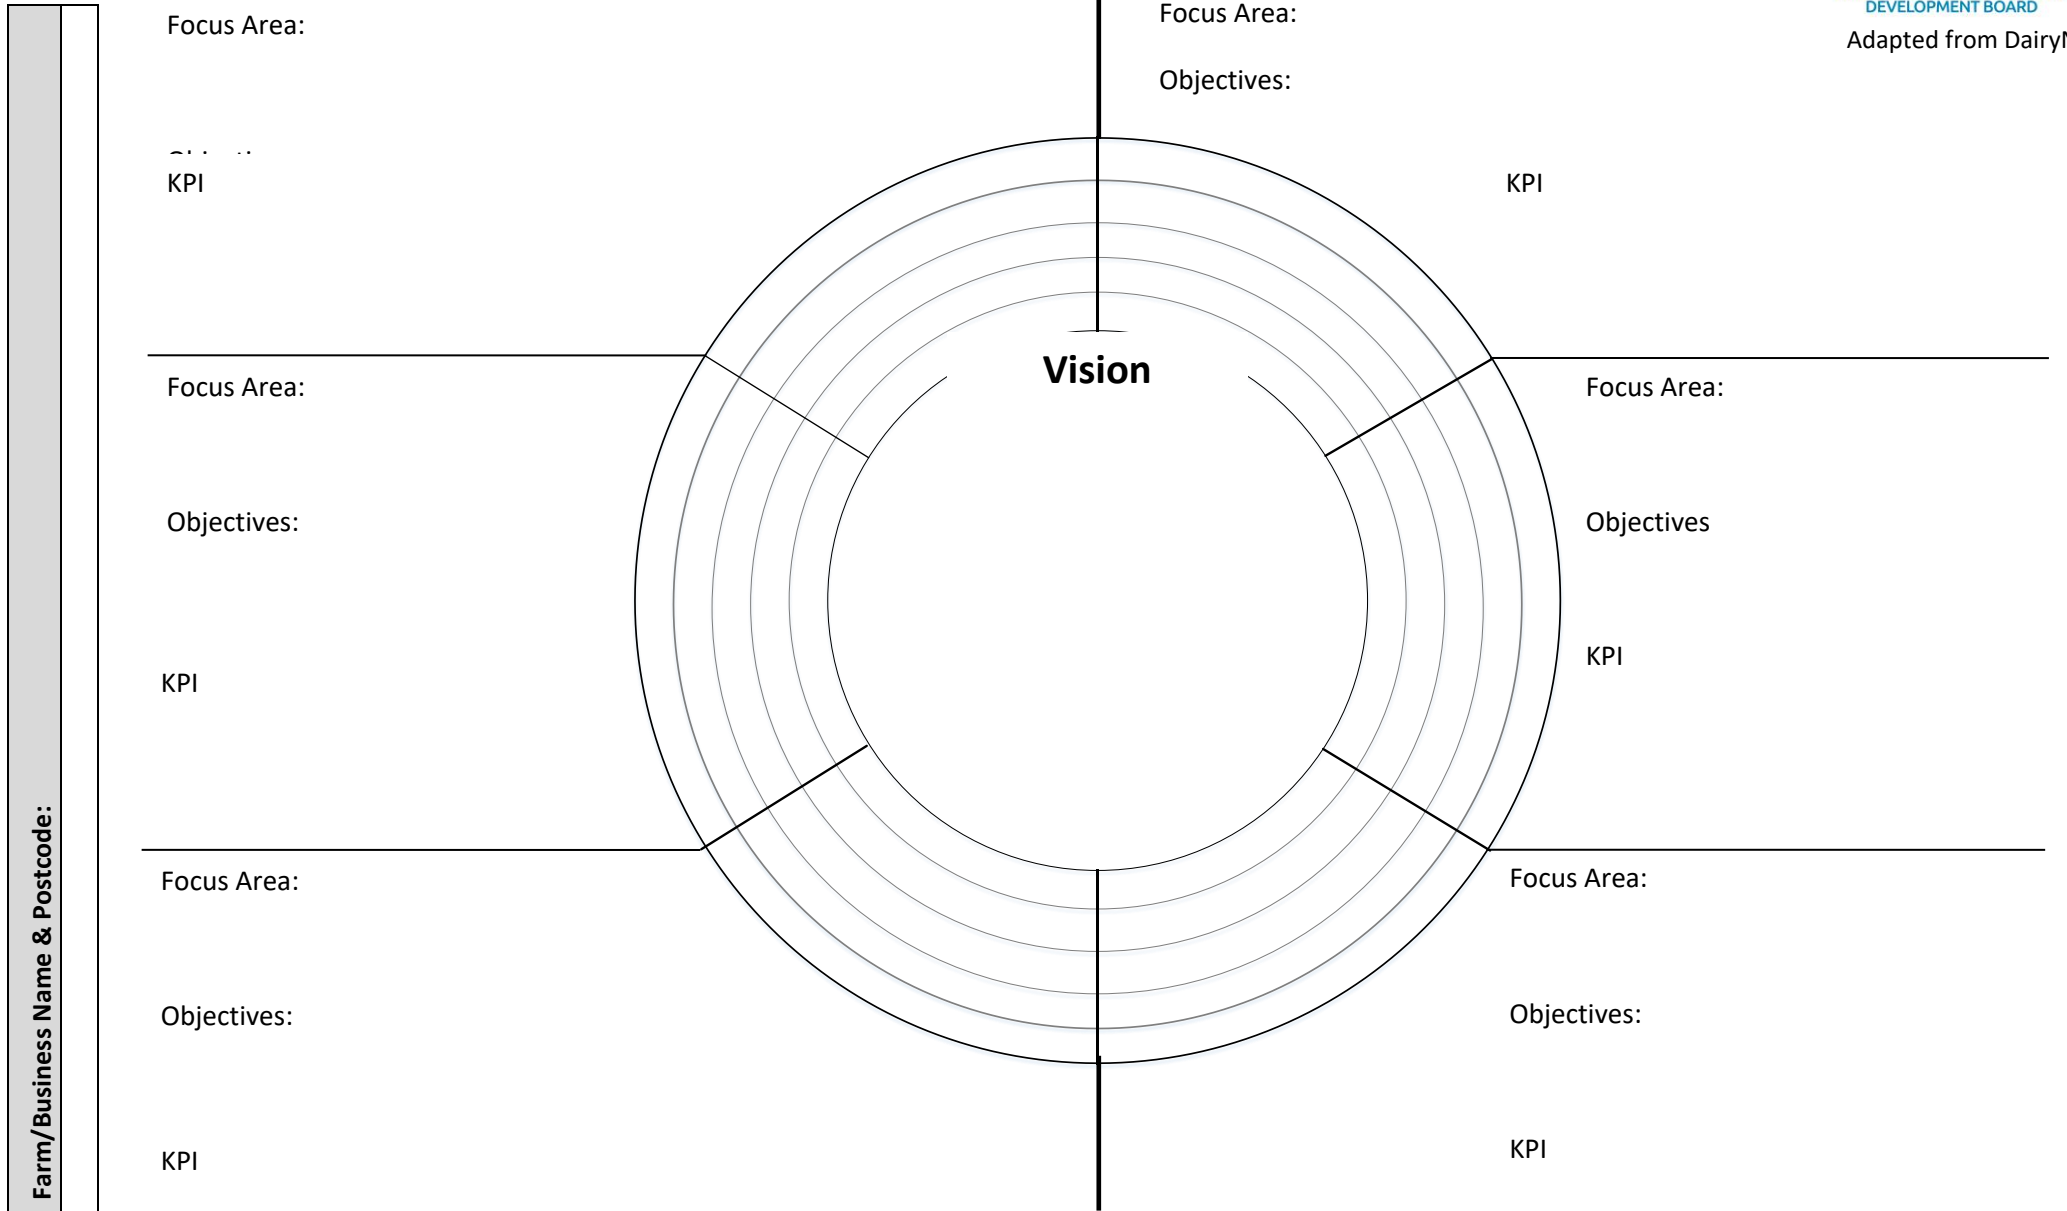 Focus Area:
KPI
Focus Area:
Objectives:
KPI
DEVELOPMENT BOARD
Adapted from Dairy
Vision
Focus Area:
Objectives:
KPI
Focus Area:
Objectives
KPI
Focus Area:
Objectives:
KPI
Focus Area:
Objectives:
KPI
Farm/Business Name & Postcode: